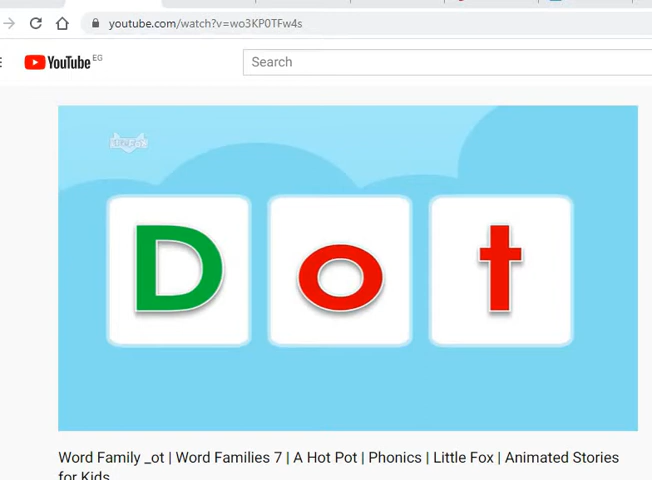 youtube.com/watch?v=wo3KP0TFw4s
YouTube EG
Search
Dot
Word Family _ot | Word Families 7 | A Hot Pot | Phonics | Little Fox | Animated Stories
for Kids